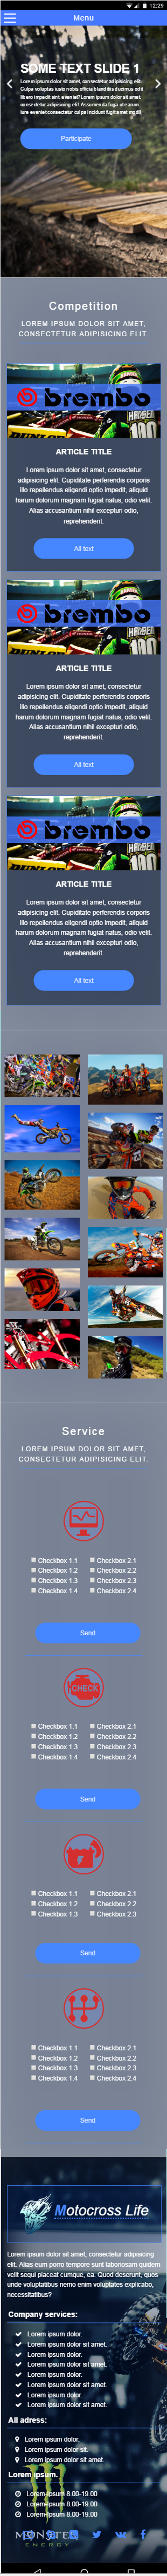 12:29
Menu
SOME TEXT SLIDE 1
Lorem ipsum dolor sit amet, consectetur adipisicing elit.
Culpa voluptas iusto nobis officia blanditiis ducimus odit
libero impedit sint, eveniet? Lorem ipsum dolor sit amet,
consectetur adipisicing elit. Assumenda fugiat earum
iure eveniet consectetur culpa incidunt fugit amet modi!
Participate
Competition
LOREM IPSUM DOLOR SIT AMET,
CONSECTETUR ADIPISICING ELIT.
brembo
DUNLOP
ARTICLE TITLE
Lorem ipsum dolor sit amet, consectetur
adipisicing elit. Cupiditate perferendis corporis
illo repellendus eligendi optio impedit, aliquid
harum dolorum magnam fugiat natus, odio velit.
Alias accusantium nihil excepturi odio,
reprehenderit.
All text
brembo
DUNLOP
ARTICLE TITLE
Lorem ipsum dolor sit amet, consectetur
adipisicing elit. Cupiditate perferendis corporis
illo repellendus eligendi optio impedit, aliquid
harum dolorum magnam fugiat natus, odio velit.
Alias accusantium nihil excepturi odio,
reprehenderit.
All text
brembo
DUNLOP
ARTICLE TITLE
Lorem ipsum dolor sit amet, consectetur
adipisicing elit. Cupiditate perferendis corporis
illo repellendus eligendi optio impedit, aliquid
harum dolorum magnam fugiat natus, odio velit.
Alias accusantium nihil excepturi odio,
reprehenderit.
All text
Service
LOREM IPSUM DOLOR SIT AMET,
CONSECTETUR ADIPISICING ELIT.
Checkbox 1.1 Checkbox 2.1
Checkbox 1.2 Checkbox 2.2
Checkbox 1.3 Checkbox 2.3
Checkbox 1.4 Checkbox 2.4
Send
CHECK
Checkbox 1.1 Checkbox 2.1
Checkbox 1.2 Checkbox 2.2
Checkbox 1.3 Checkbox 2.3
Checkbox 1.4 Checkbox 2.4
Send
Checkbox 1.1 Checkbox 2.1
Checkbox 1.2 Checkbox 2.2
Checkbox 1.3 Checkbox 2.3
Send
Checkbox 1.1 Checkbox 2.1
Checkbox 1.2 Checkbox 2.2
Checkbox 1.3 Checkbox 2.3
Checkbox 1.4 Checkbox 2.4
Send
Motocross Life
Lorem ipsum dolor sit amet, consectetur adipisicing
elit. Alias eum porro tempore sunt laboriosam quidem
velit sequi placeat cumque, ea. Quod deserunt, quos
unde voluptatibus nemo enim voluptates explicabo,
necessitatibus?
Company services:
Lorem ipsum dolor.
Lorem ipsum dolor sit amet.
Lorem ipsum dolor.
Lorem ipsum dolor sit amet.
Lorem ipsum dolor.
Lorem ipsum dolor sit amet.
Lorem ipsum dolor.
Lorem ipsum dolor sit amet.
All adress:
Lorem ipsum dolor.
Lorem ipsum dolor sit.
Lorem ipsum dolor sit amet.
Lorem ipsum.
Lorem ipsum 8.00-19.00
Lorem ipsum 8.00-19.00
Lorem ipsum 8.00-19.00
MONSTER
ENERGY